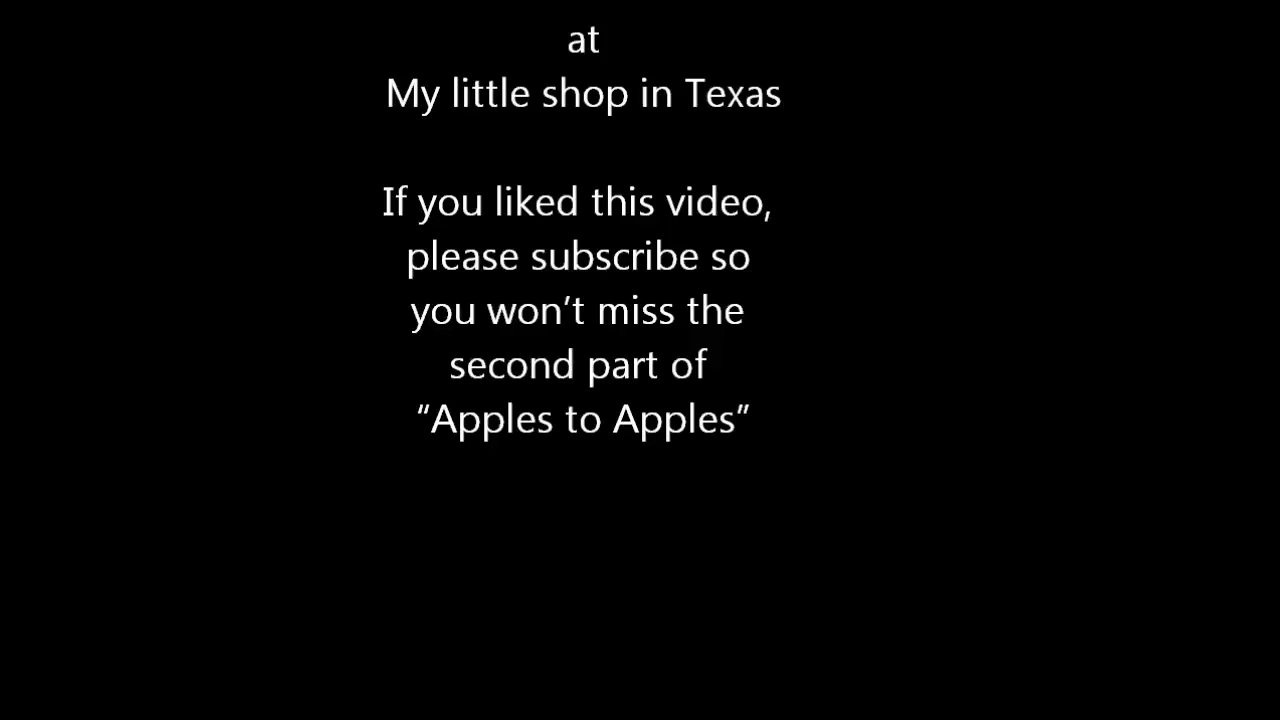 at
My little shop in Texas
If you liked this video,
please subscribe so
you won’t miss the
second part of
“Apples to Apples”